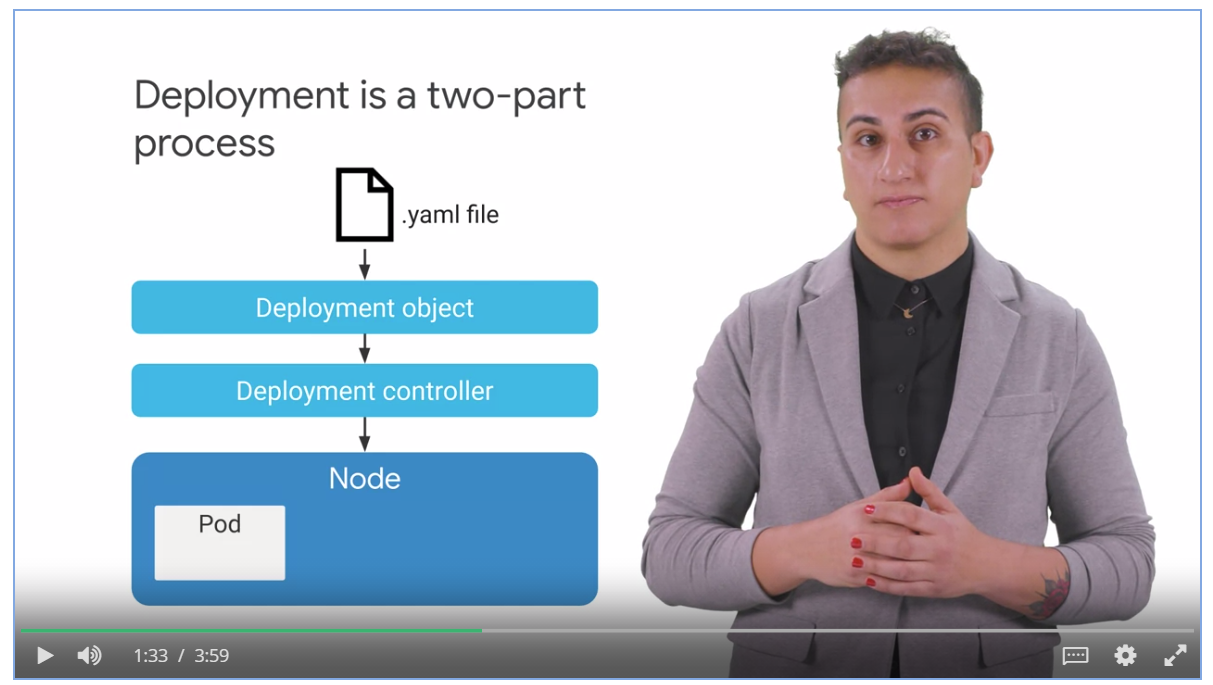 Deployment is a two-part
process
.yaml file
Deployment object
Deployment controller
Node
Pod
1:33 / 3:59